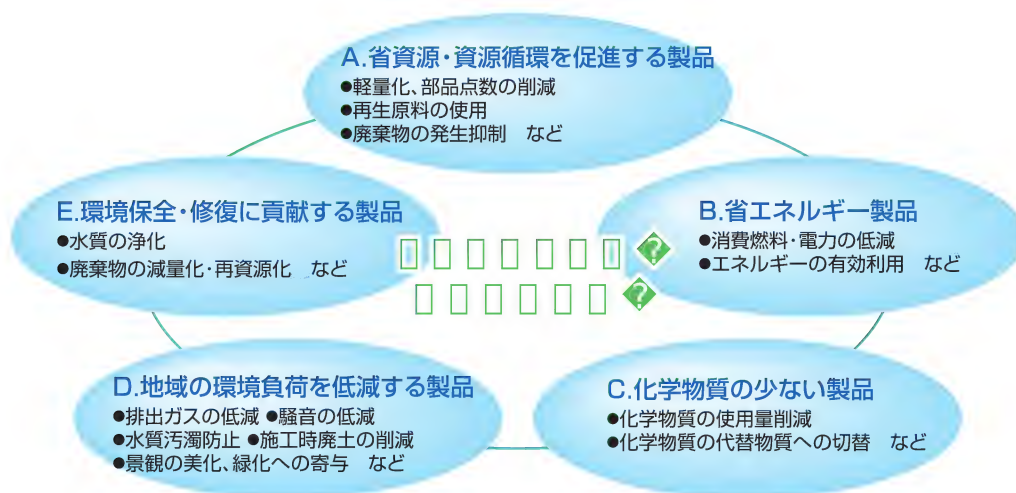 A.省資源・資源循環を促進する製品
●軽量化、部品点数の削減
●再生原料の使用
●廃棄物の発生抑制 など
B.省エネルギー製品
●消費燃料・電力の低減
●エネルギーの有効利用 など
C.化学物質の少ない製品
●化学物質の使用量削減
●化学物質の代替物質への切替 など
D.地域の環境負荷を低減する製品
●排出ガスの低減 ●騒音の低減
●水質汚濁防止 ●施工時廃土の削減
●景観の美化、緑化への寄与 など
E.環境保全・修復に貢献する製品
●水質の浄化
●廃棄物の減量化・再資源化 など